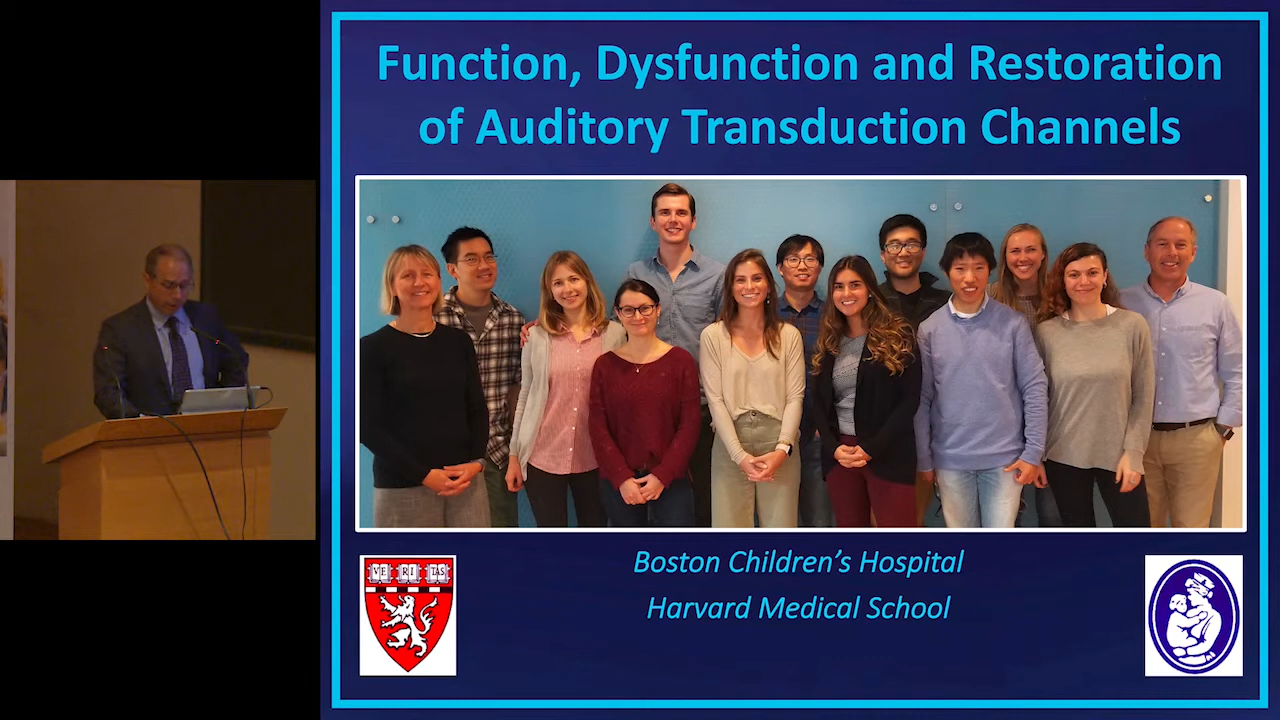 Function, Dysfunction and Restoration
of Auditory Transduction Channels
Boston Children's Hospital
Harvard Medical School
VE RI TAS